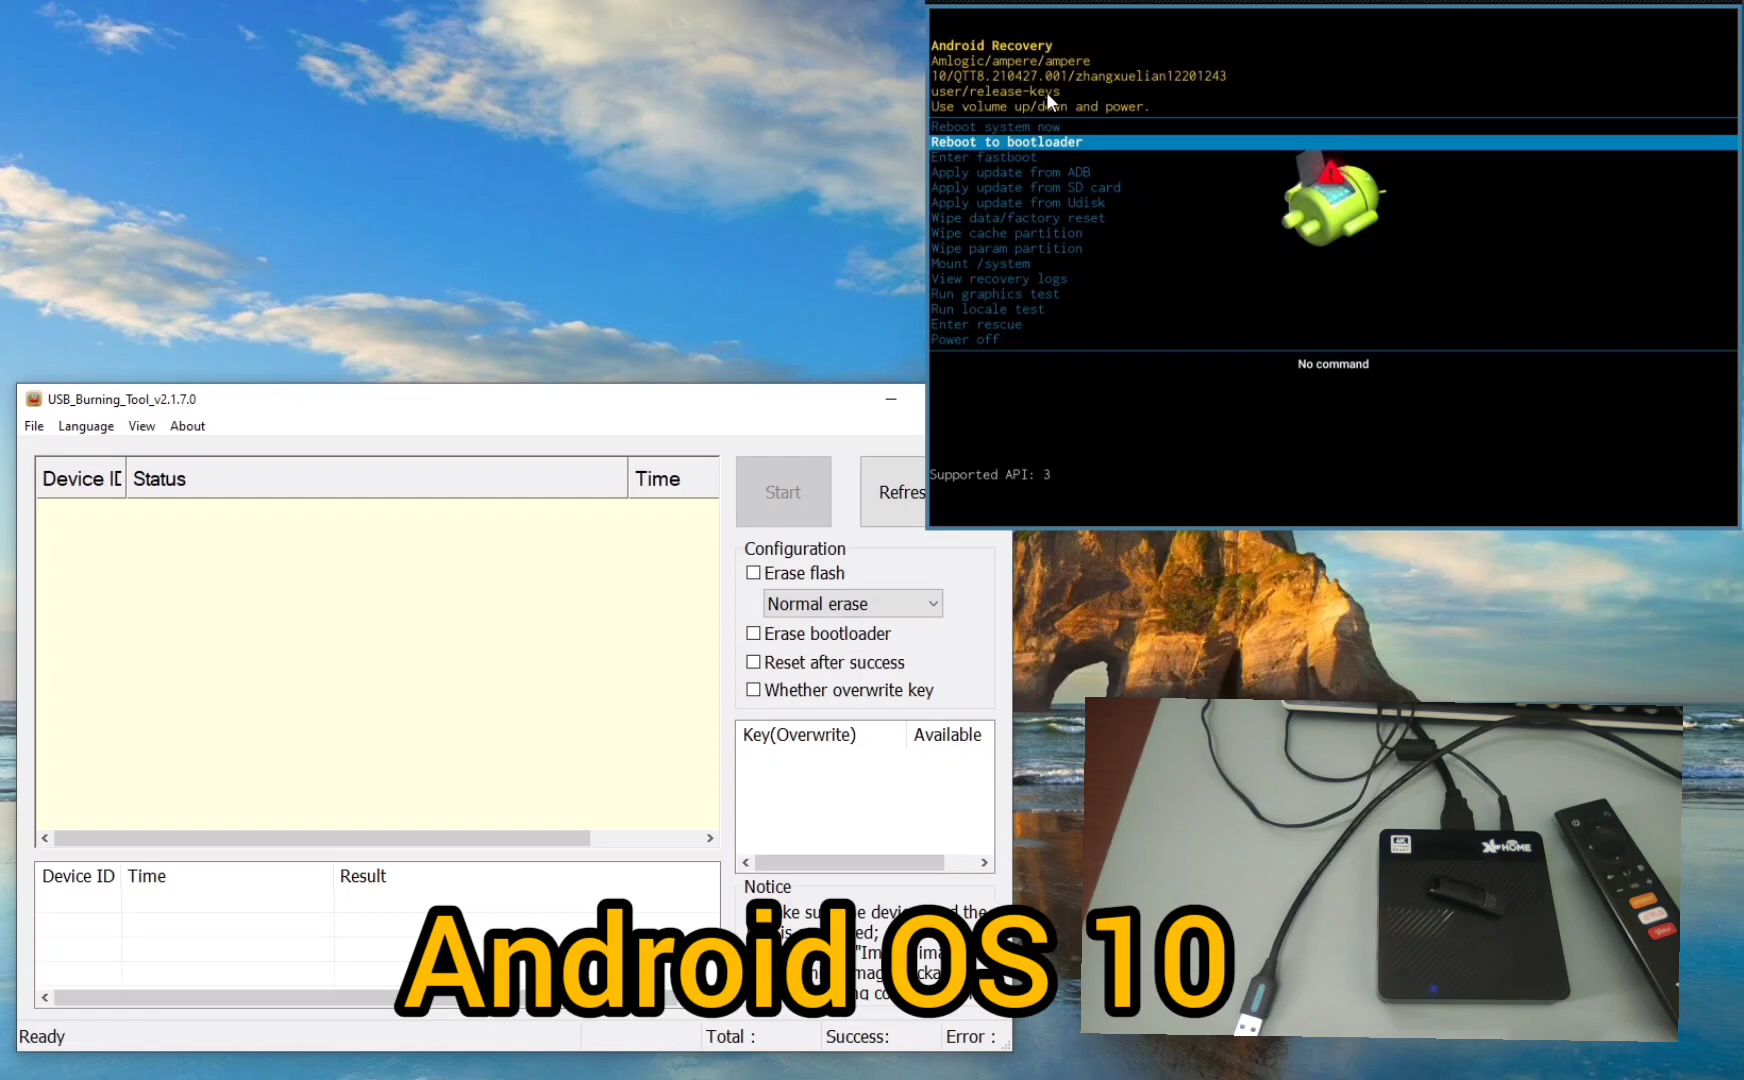 Android Recovery
Amlogic/ampere/ampere
10/QTT8.210427.001/zhangxuelian12201243
user/release-keys
Use volume up/down and power.
Reboot system now
Reboot to bootloader
Enter fastboot
Apply update from ADB
Apply update from SD card
Apply update from Udisk
Wipe data/factory reset
Wipe cache partition
Wipe param partition
Mount /system
View recovery logs
Run graphics test
Run locale test
Enter rescue
Power off
No command
Supported API: 3
USB_Burning_Tool_v2.1.7.0
File Language View About
Device ID Status Time
Start Refres
Configuration
Erase flash
Normal erase
Erase bootloader
Reset after success
Whether overwrite key
Key(Overwrite) Available
Device ID Time Result
Notice
Android OS 10
Ready Total : Success: Error :
4K
HOME